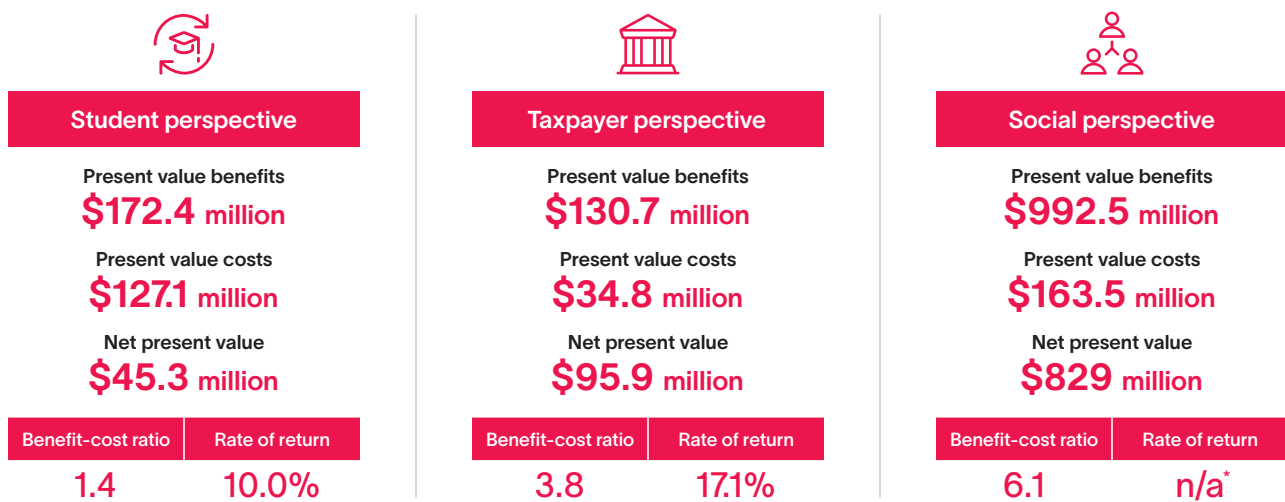 Student perspective
Present value benefits
$172.4 million
Present value costs
$127.1 million
Net present value
$45.3 million
Benefit-cost ratio
Rate of return
1.4
10.0%
Taxpayer perspective
Present value benefits
$130.7 million
Present value costs
$34.8 million
Net present value
$95.9 million
Benefit-cost ratio
Rate of return
3.8
17.1%
Social perspective
Present value benefits
$992.5 million
Present value costs
$163.5 million
Net present value
$829 million
Benefit-cost ratio
Rate of return
6.1
n/a*